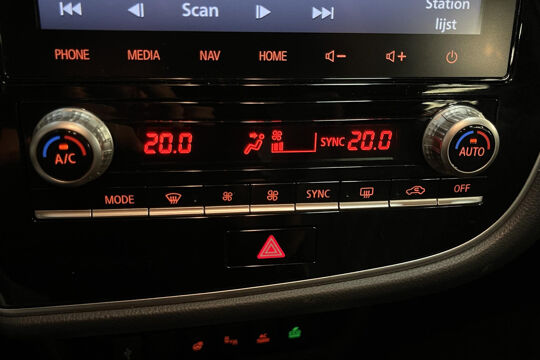 Scan
Station
lijst
PHONE MEDIA NAV HOME
20.0 SYNC 20.0
A/C AUTO
MODE SYNC OFF